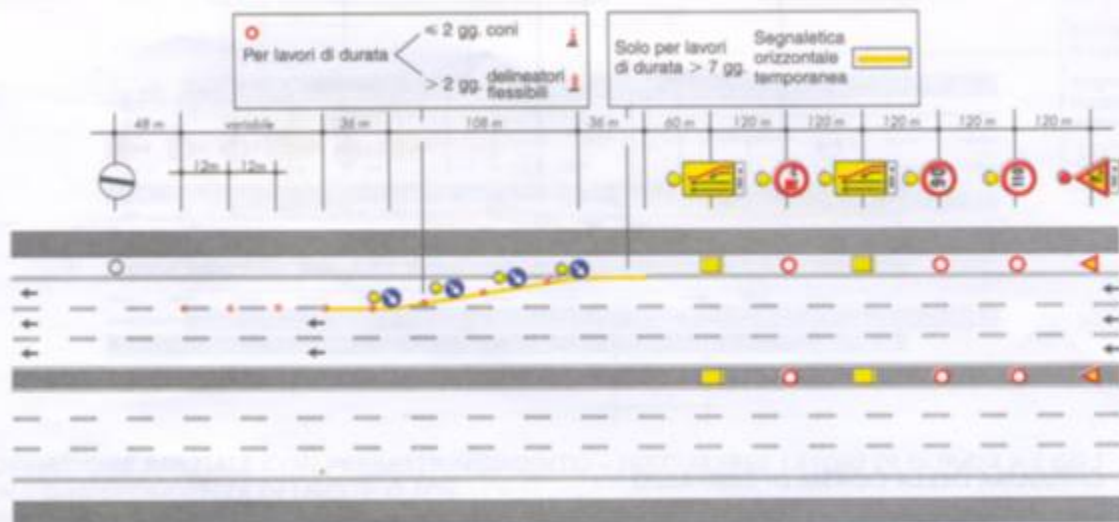 ≤ 2 gg. coni
Per lavori di durata
> 2 gg. delineatori
flessibili
Solo per lavori
di durata > 7 gg.
Segnaletica
orizzontale
temporanea
48 m variabile 36 m 108 m 36 m 60 m 120 m 120 m 120 m 120 m 120 m
12m 12m
90 110